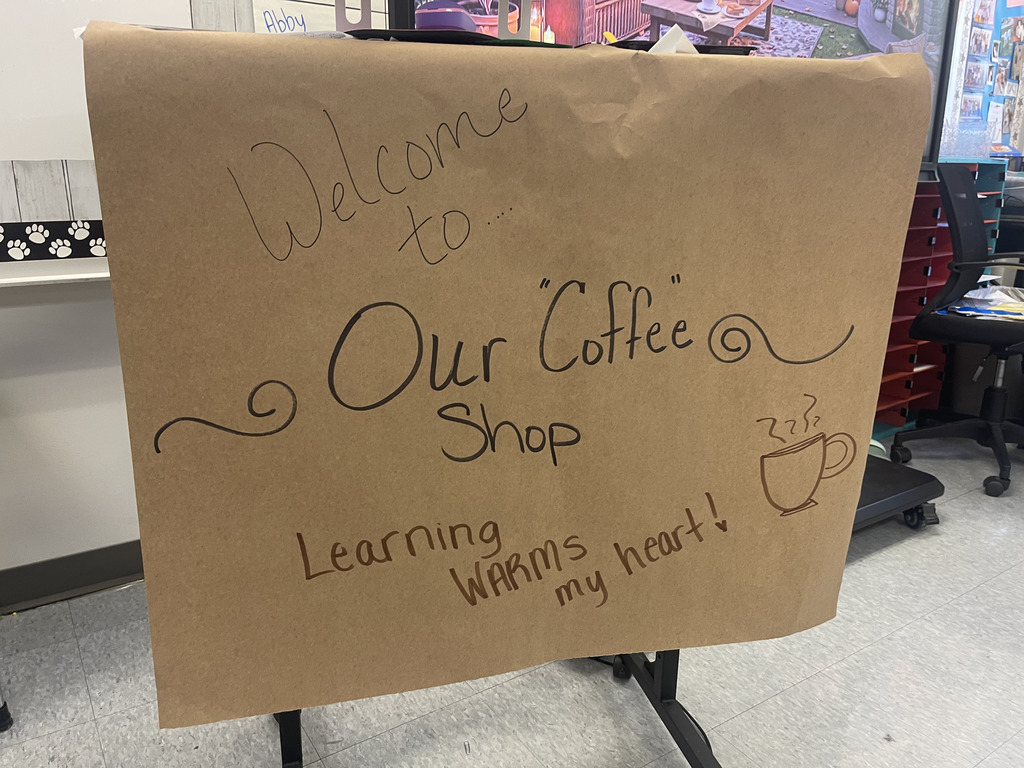 Abby
Welcome
to.....
Our "Coffee"
Shop
Learning
WARMS
my heart!